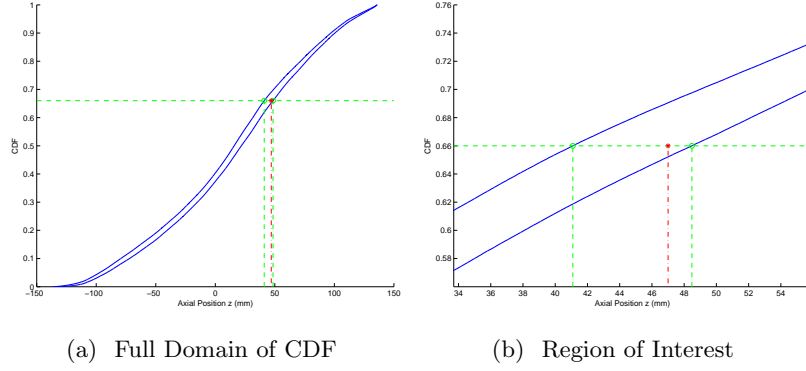 1
0.9
0.8
0.7
0.6
0.5
0.4
0.3
0.2
0.1
0
CDF
−150 −100 −50 0 50 100 150
Axial Position z (mm)
0.76
0.74
0.72
0.7
0.68
0.66
0.64
0.62
0.6
0.58
CDF
34 36 38 40 42 44 46 48 50 52 54
Axial Position z (mm)
(a) Full Domain of CDF
(b) Region of Interest